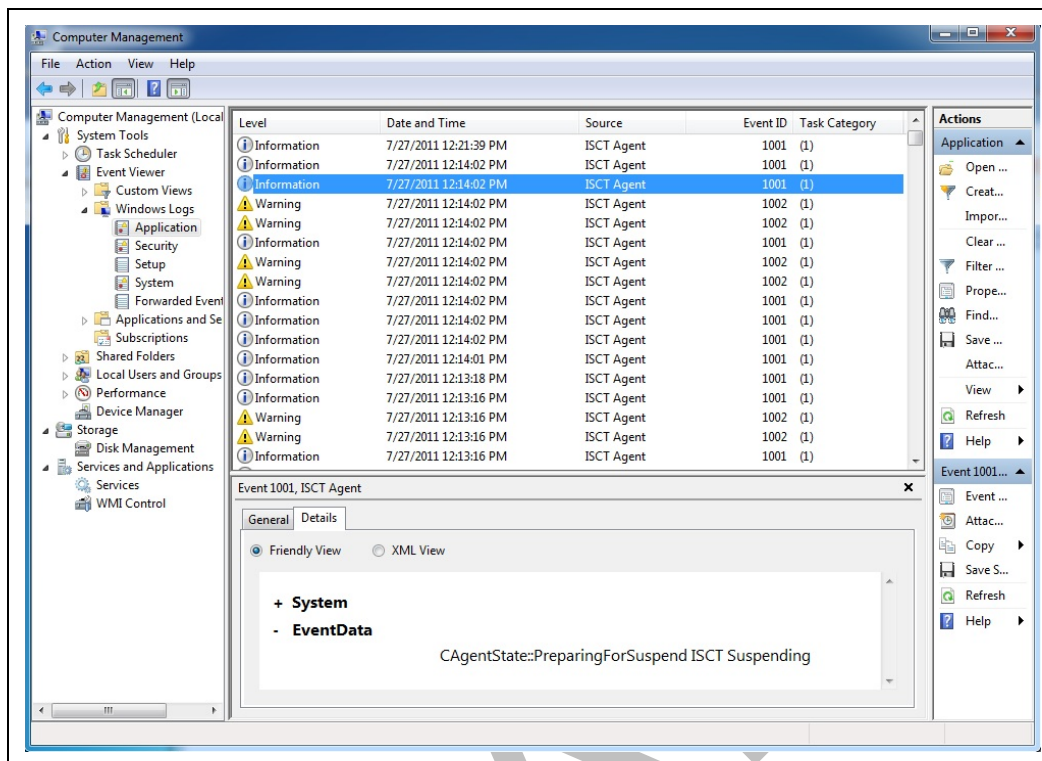 Computer Management
File Action View Help
Computer Management (Local
System Tools
Task Scheduler
Event Viewer
Custom Views
Windows Logs
Application
Security
Setup
System
Forwarded Event
Applications and Se
Subscriptions
Shared Folders
Local Users and Groups
Performance
Device Manager
Storage
Disk Management
Services and Applications
Services
WMI Control
Level Date and Time Source Event ID Task Category
Information 7/27/2011 12:21:39 PM ISCT Agent 1001 (1)
Information 7/27/2011 12:14:02 PM ISCT Agent 1001 (1)
Information 7/27/2011 12:14:02 PM ISCT Agent 1001 (1)
Warning 7/27/2011 12:14:02 PM ISCT Agent 1002 (1)
Warning 7/27/2011 12:14:02 PM ISCT Agent 1002 (1)
Information 7/27/2011 12:14:02 PM ISCT Agent 1001 (1)
Warning 7/27/2011 12:14:02 PM ISCT Agent 1002 (1)
Warning 7/27/2011 12:14:02 PM ISCT Agent 1002 (1)
Information 7/27/2011 12:14:02 PM ISCT Agent 1001 (1)
Information 7/27/2011 12:14:02 PM ISCT Agent 1001 (1)
Information 7/27/2011 12:14:02 PM ISCT Agent 1001 (1)
Information 7/27/2011 12:14:01 PM ISCT Agent 1001 (1)
Information 7/27/2011 12:13:18 PM ISCT Agent 1001 (1)
Information 7/27/2011 12:13:16 PM ISCT Agent 1001 (1)
Warning 7/27/2011 12:13:16 PM ISCT Agent 1002 (1)
Warning 7/27/2011 12:13:16 PM ISCT Agent 1002 (1)
Information 7/27/2011 12:13:16 PM ISCT Agent 1001 (1)
Event 1001, ISCT Agent
General Details
Friendly View XML View
+ System
- EventData
CAgentState::PreparingForSuspend ISCT Suspending
Actions
Application
Open ...
Creat...
Impor...
Clear ...
Filter ...
Prope...
Find...
Save ...
Attac...
View
Refresh
Help
Event 1001...
Event ...
Attac...
Copy
Save S...
Refresh
Help